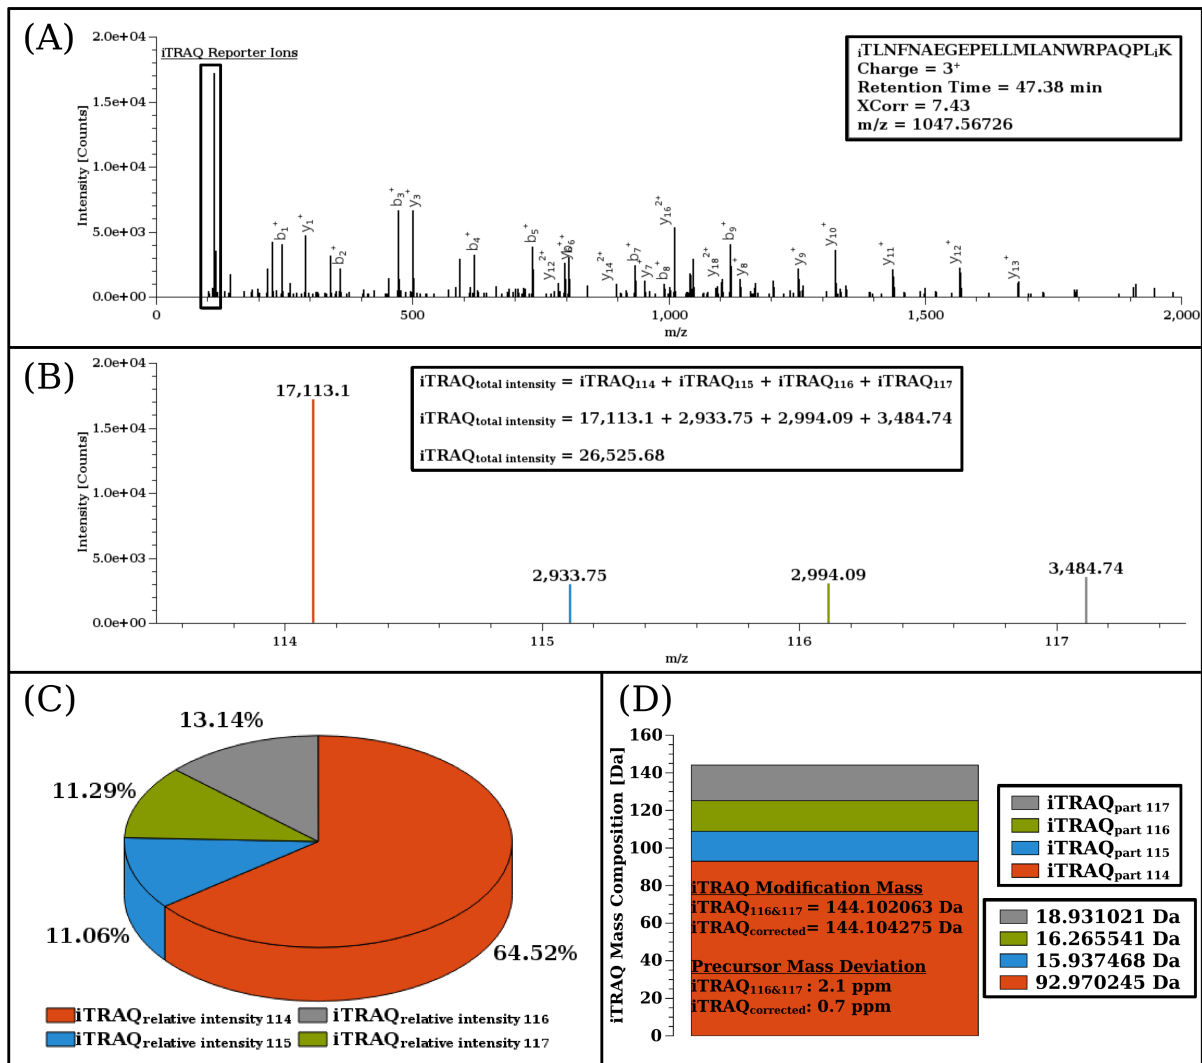 (A)
iTRAQ Reporter Ions
Intensity [Counts]
2.0e+04
1.5e+04
1.0e+04
5.0e+03
0.0e+00
iTLNFNAEGEPELLMLANWRPAQPLiK
Charge = 3+
Retention Time = 47.38 min
XCorr = 7.43
m/z = 1047.56726
b1+
y1+
b2+
b3+
y3+
b4+
b5+
y12 2+
y6+
b6+
y14 2+
b7+
y7+
b8+
y16 2+
y18 2+
b9+
y8+
y9+
y10+
y11+
y12+
y13+
0 500 1,000 1,500 2,000
m/z
(B)
Intensity [Counts]
2.0e+04
1.5e+04
1.0e+04
5.0e+03
0.0e+00
iTRAQtotal intensity = iTRAQ114 + iTRAQ115 + iTRAQ116 + iTRAQ117
iTRAQtotal intensity = 17,113.1 + 2,933.75 + 2,994.09 + 3,484.74
iTRAQtotal intensity = 26,525.68
17,113.1
2,933.75
2,994.09
3,484.74
114 115 116 117
m/z
(C)
13.14%
11.29%
11.06%
64.52%
iTRAQrelative intensity 114 iTRAQrelative intensity 116
iTRAQrelative intensity 115 iTRAQrelative intensity 117
(D)
iTRAQ Mass Composition [Da]
160
140
120
100
80
60
40
20
0
iTRAQ Modification Mass
iTRAQ116&117 = 144.102063 Da
iTRAQcorrected= 144.104275 Da
Precursor Mass Deviation
iTRAQ116&117 : 2.1 ppm
iTRAQcorrected: 0.7 ppm
iTRAQpart 117
iTRAQpart 116
iTRAQpart 115
iTRAQpart 114
18.931021 Da
16.265541 Da
15.937468 Da
92.970245 Da